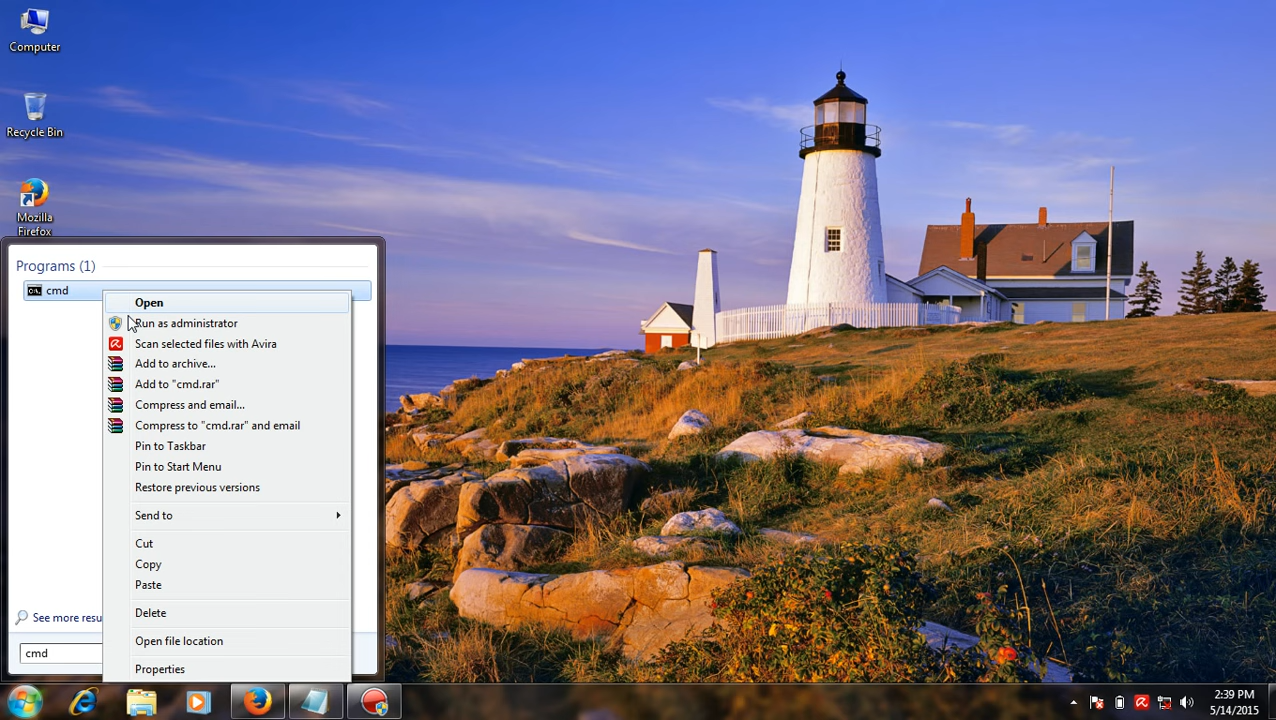 Computer
Recycle Bin
Mozilla
Firefox
Programs (1)
cmd
Open
Run as administrator
Scan selected files with Avira
Add to archive...
Add to "cmd.rar"
Compress and email...
Compress to "cmd.rar" and email
Pin to Taskbar
Pin to Start Menu
Restore previous versions
Send to
Cut
Copy
Paste
Delete
Open file location
Properties
See more resu
cmd
2:39 PM
5/14/2015